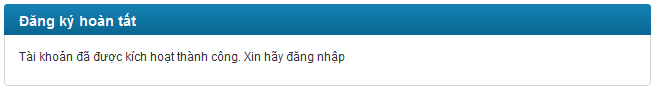 Đăng ký hoàn tất
Tài khoản đã được kích hoạt thành công. Xin hãy đăng nhập